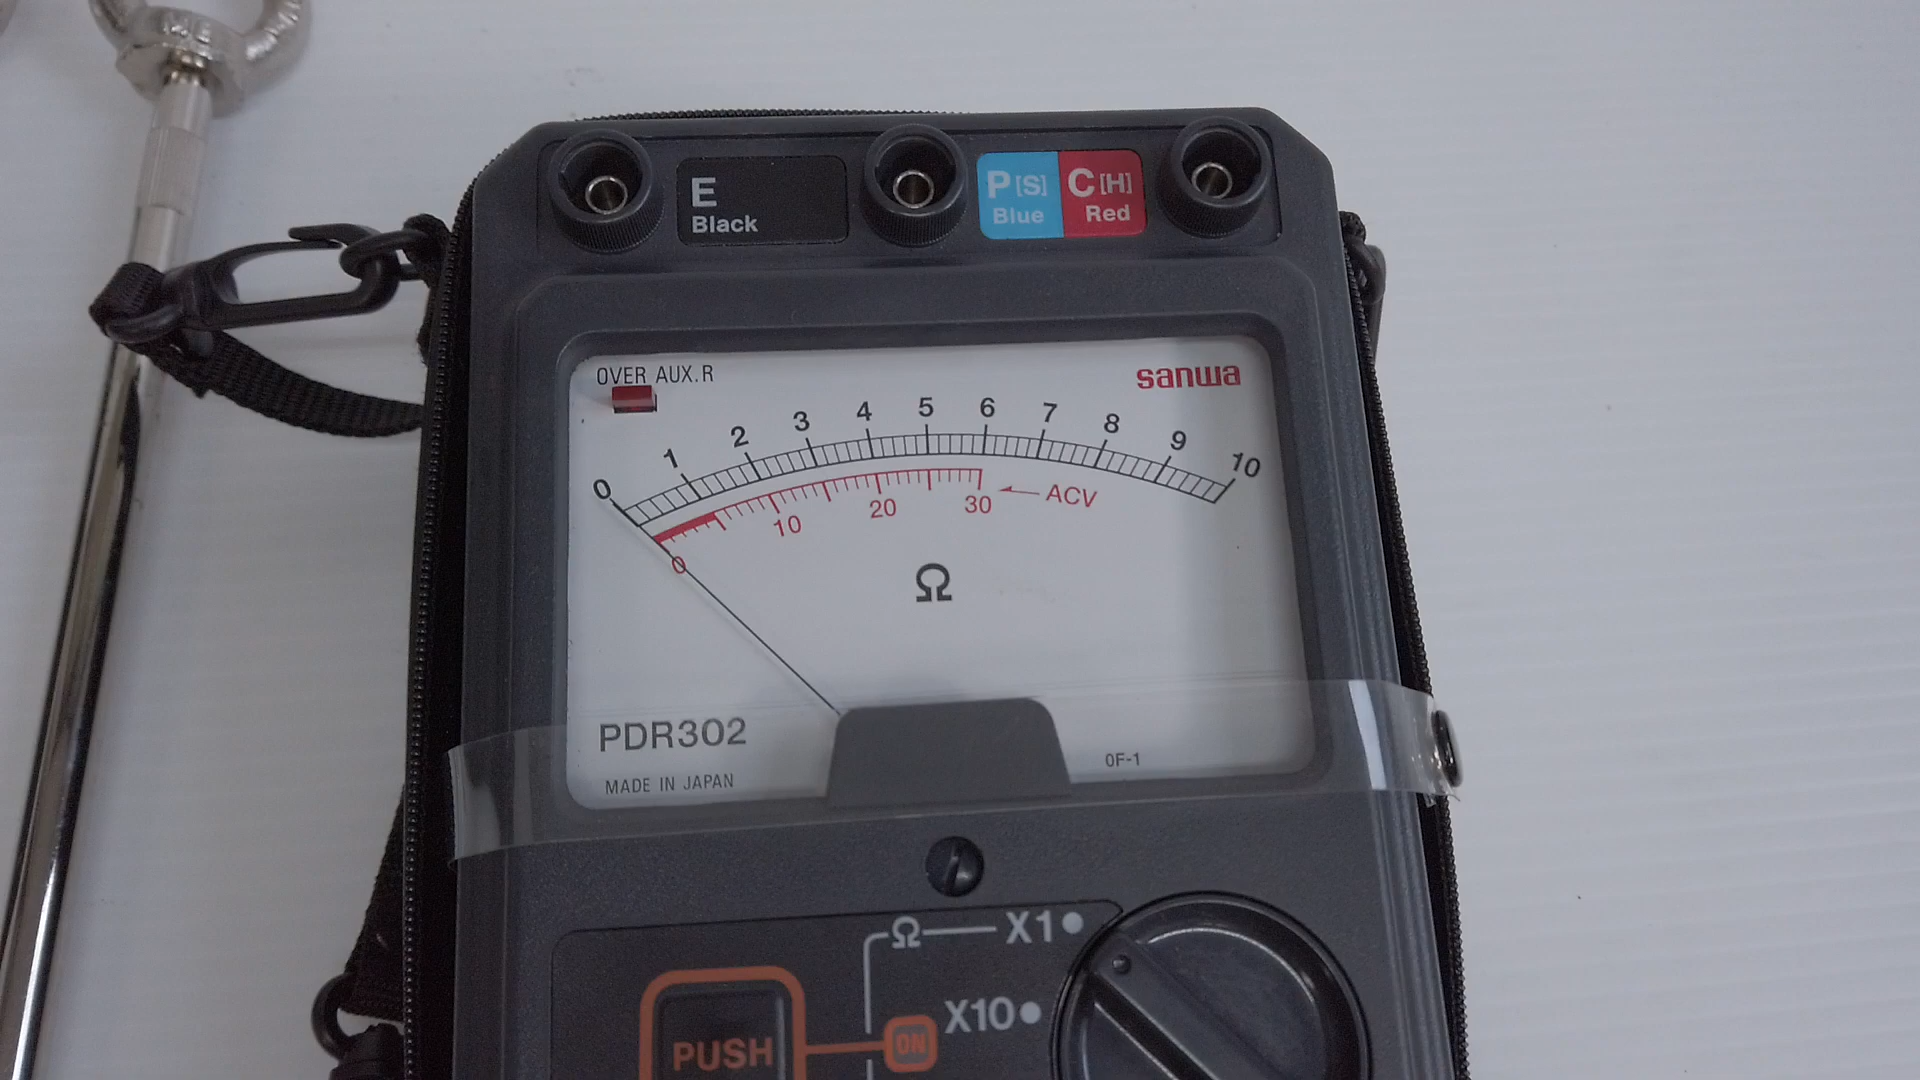 E
Black
P [S]
Blue
C [H]
Red
OVER AUX.R
sanwa
0 1 2 3 4 5 6 7 8 9 10
0 10 20 30 ACV
Ω
PDR302
MADE IN JAPAN
0F-1
Ω X1
X10
ON
PUSH